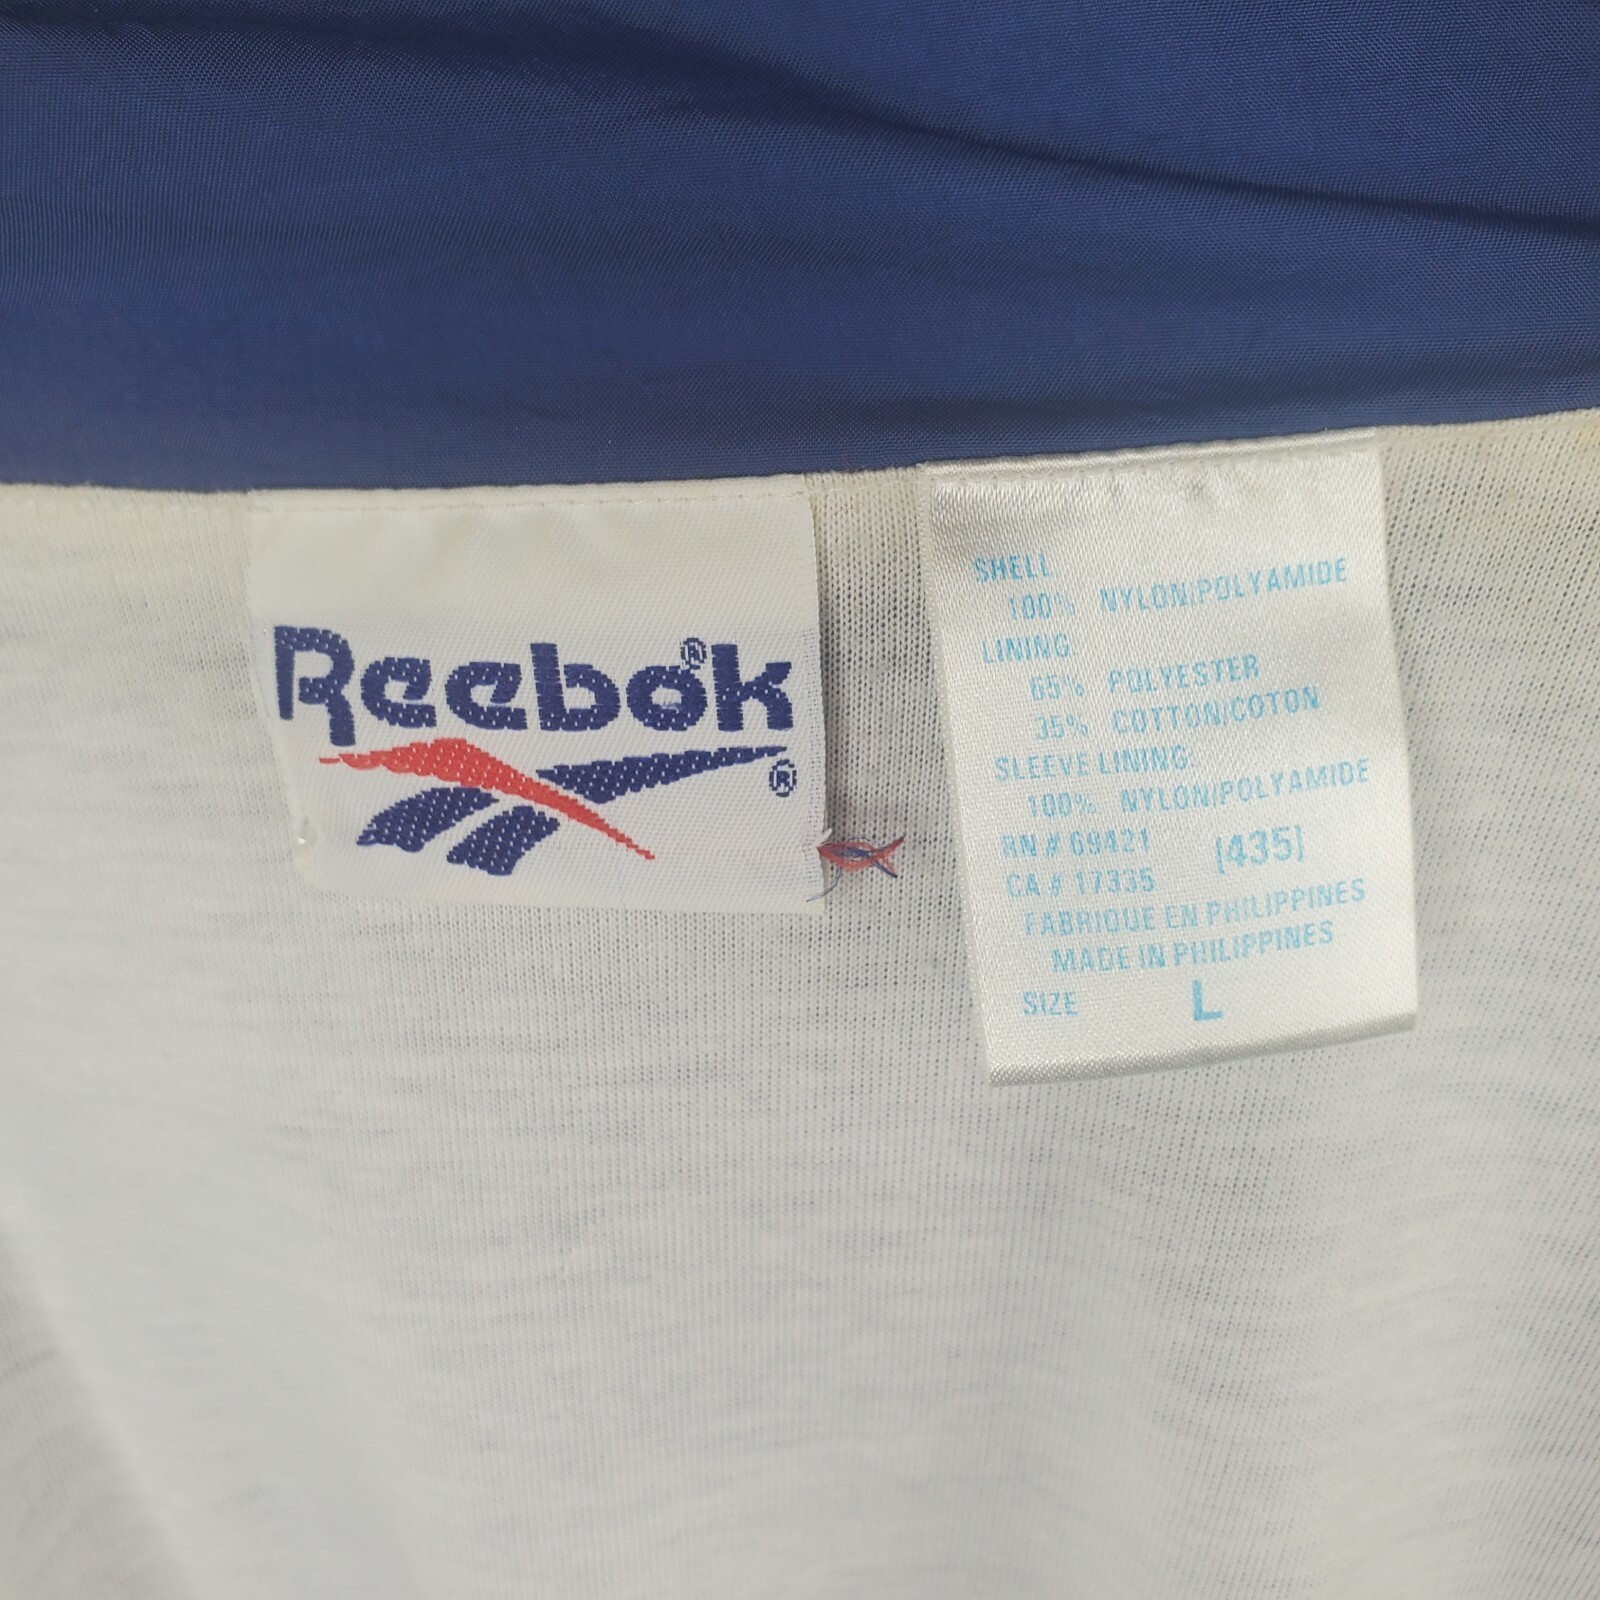 Reebok®
®
SHELL
100% NYLON/POLYAMIDE
LINING
65% POLYESTER
35% COTTON/COTON
SLEEVE LINING
100% NYLON/POLYAMIDE
RN # 69421 [435]
CA # 17335
FABRIQUE EN PHILIPPINES
MADE IN PHILIPPINES
SIZE L